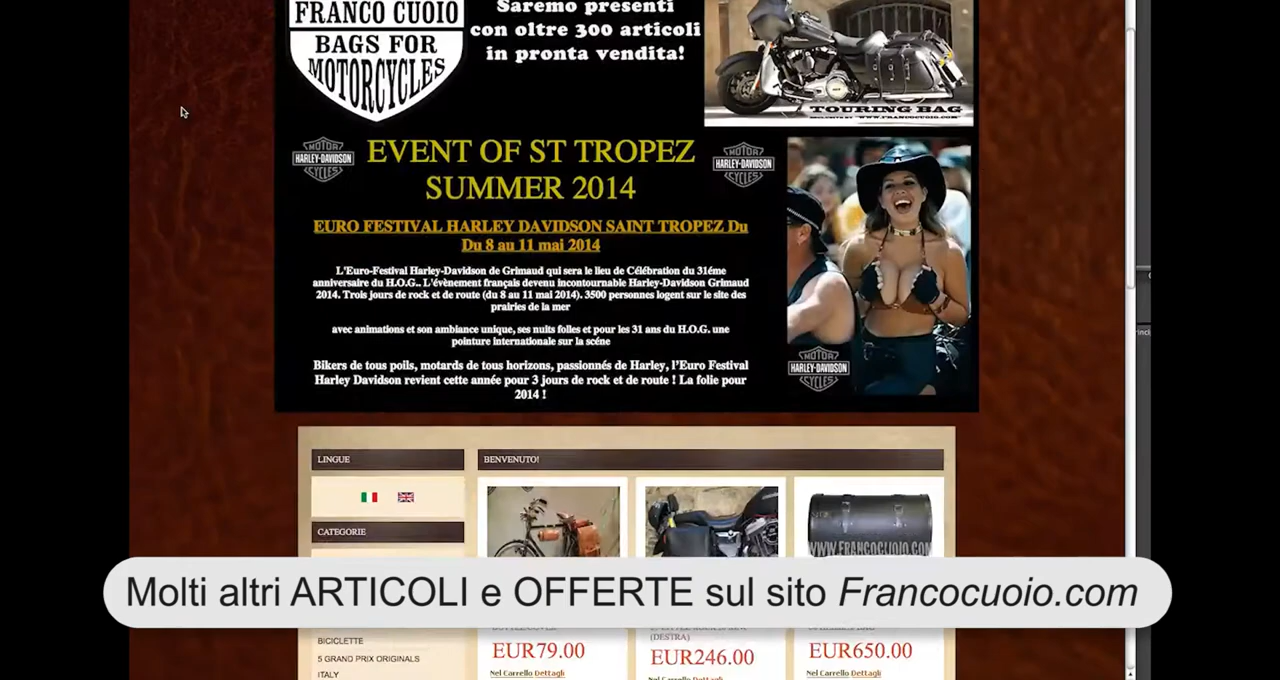 FRANCO CUOIO
BAGS FOR
MOTORCYCLES
Saremo presenti
con oltre 300 articoli
in pronta vendita!
TOURING BAG
WWW.FRANCOCUOIO.COM
MOTOR
HARLEY-DAVIDSON
CYCLES
EVENT OF ST TROPEZ
SUMMER 2014
MOTOR
HARLEY-DAVIDSON
CYCLES
EURO FESTIVAL HARLEY DAVIDSON SAINT TROPEZ Du
Du 8 au 11 mai 2014
L'Euro-Festival Harley-Davidson de Grimaud qui sera le lieu de Célébration du 31éme
anniversaire du H.O.G.. L'évènement français devenu incontournable Harley-Davidson Grimaud
2014. Trois jours de rock et de route (du 8 au 11 mai 2014). 3500 personnes logent sur le site des
prairies de la mer
avec animations et son ambiance unique, ses nuits folles et pour les 31 ans du H.O.G. une
pointure internationale sur la scéne
Bikers de tous poils, motards de tous horizons, passionnés de Harley, l'Euro Festival
Harley Davidson revient cette année pour 3 jours de rock et de route ! La folie pour
2014 !
MOTOR
HARLEY-DAVIDSON
CYCLES
LINGUE
BENVENUTO!
CATEGORIE
WWW.FRANCOCUOIO.COM
Molti altri ARTICOLI e OFFERTE sul sito Francocuoio.com
(DESTRA)
BICICLETTE
EUR79.00
EUR246.00
EUR650.00
5 GRAND PRIX ORIGINALS
ITALY
Nel Carrello Dettagli
Nel Carrello Dettagli
Nel Carrello Dettagli